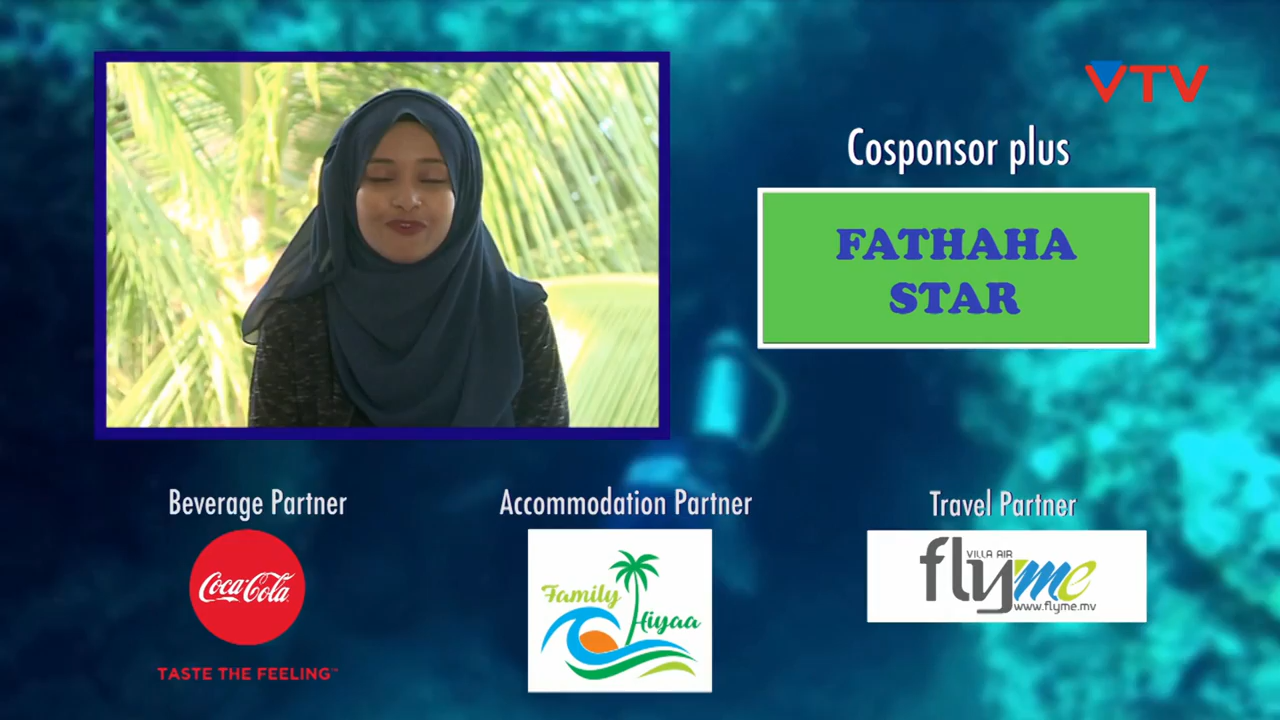 VTV
Cosponsor plus
FATHAHA
STAR
Beverage Partner
Coca-Cola
TASTE THE FEELING™
Accommodation Partner
Family
Hiyaa
Travel Partner
VILLA AIR
flyme
www.flyme.mv